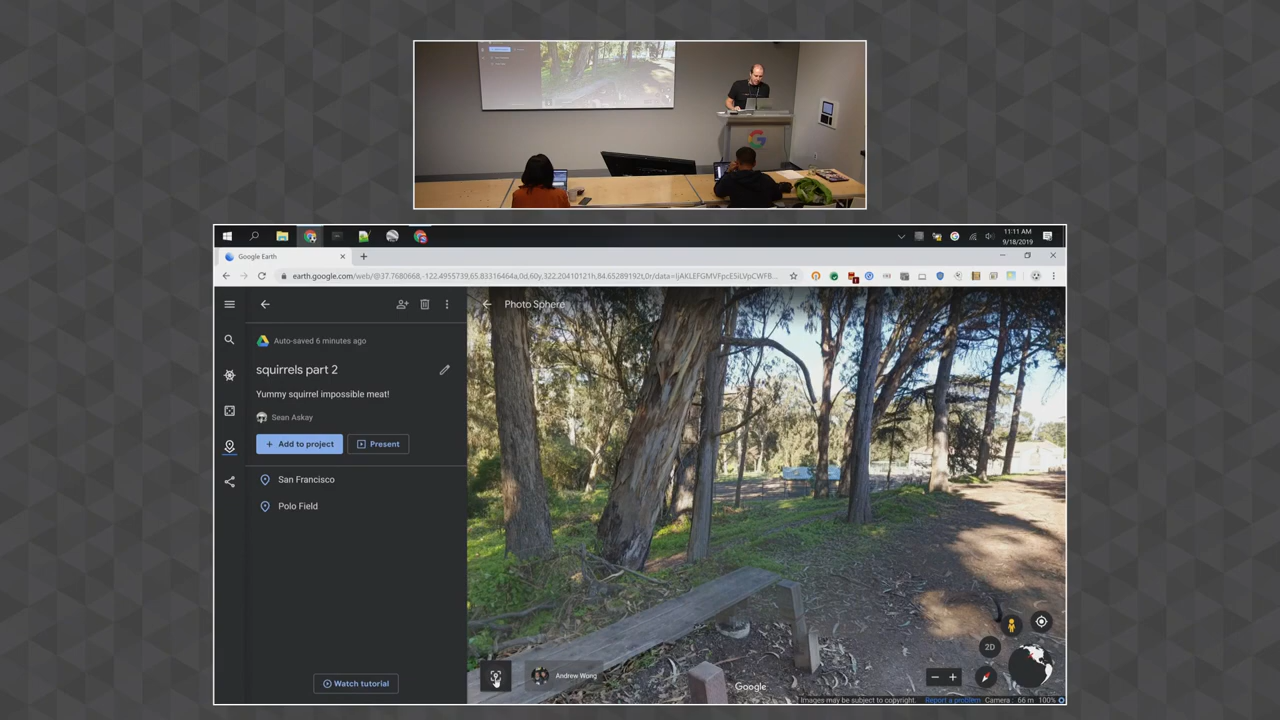 11:11 AM
9/18/2019
Google Earth
earth.google.com/web/@37.7680668,-122.4955739,65.83316464a,0d,60y,322.20410121h,84.65289192t,0r/data=IjAKLEFGMVFpcESiLVpCWFB...
Photo Sphere
Auto-saved 6 minutes ago
squirrels part 2
Yummy squirrel impossible meat!
Sean Askay
+ Add to project
Present
San Francisco
Polo Field
2D
Andrew Wong
Watch tutorial
Google
Images may be subject to copyright. Report a problem Camera: 66 m 100%